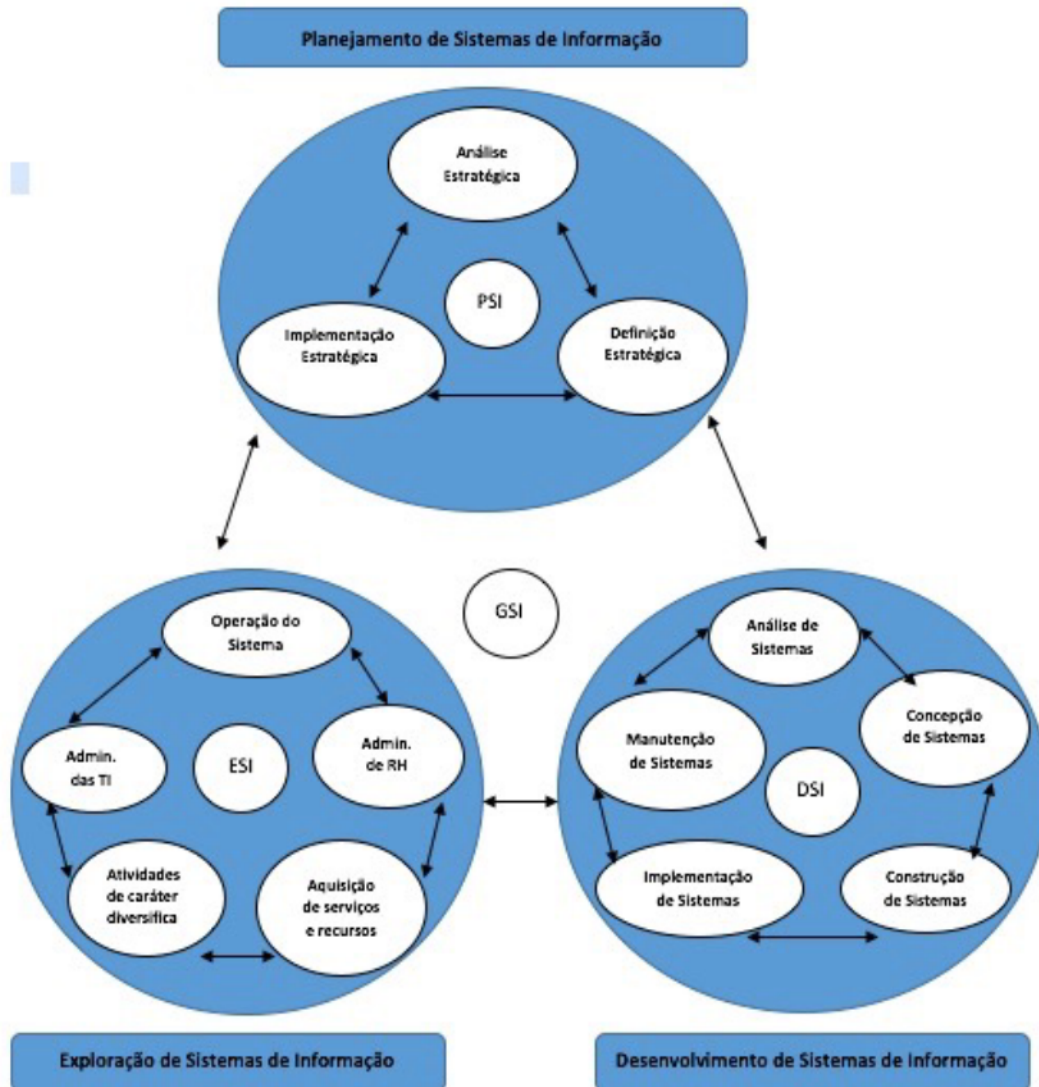 Planejamento de Sistemas de Informação
Análise
Estratégica
PSI
Implementação
Estratégica
Definição
Estratégica
GSI
Operação do
Sistema
Admin.
das TI
ESI
Admin.
de RH
Atividades
de caráter
diversifica
Aquisição
de serviços
e recursos
Análise de
Sistemas
Manutenção
de Sistemas
Concepção
de Sistemas
DSI
Implementação
de Sistemas
Construção
de Sistemas
Exploração de Sistemas de Informação
Desenvolvimento de Sistemas de Informação